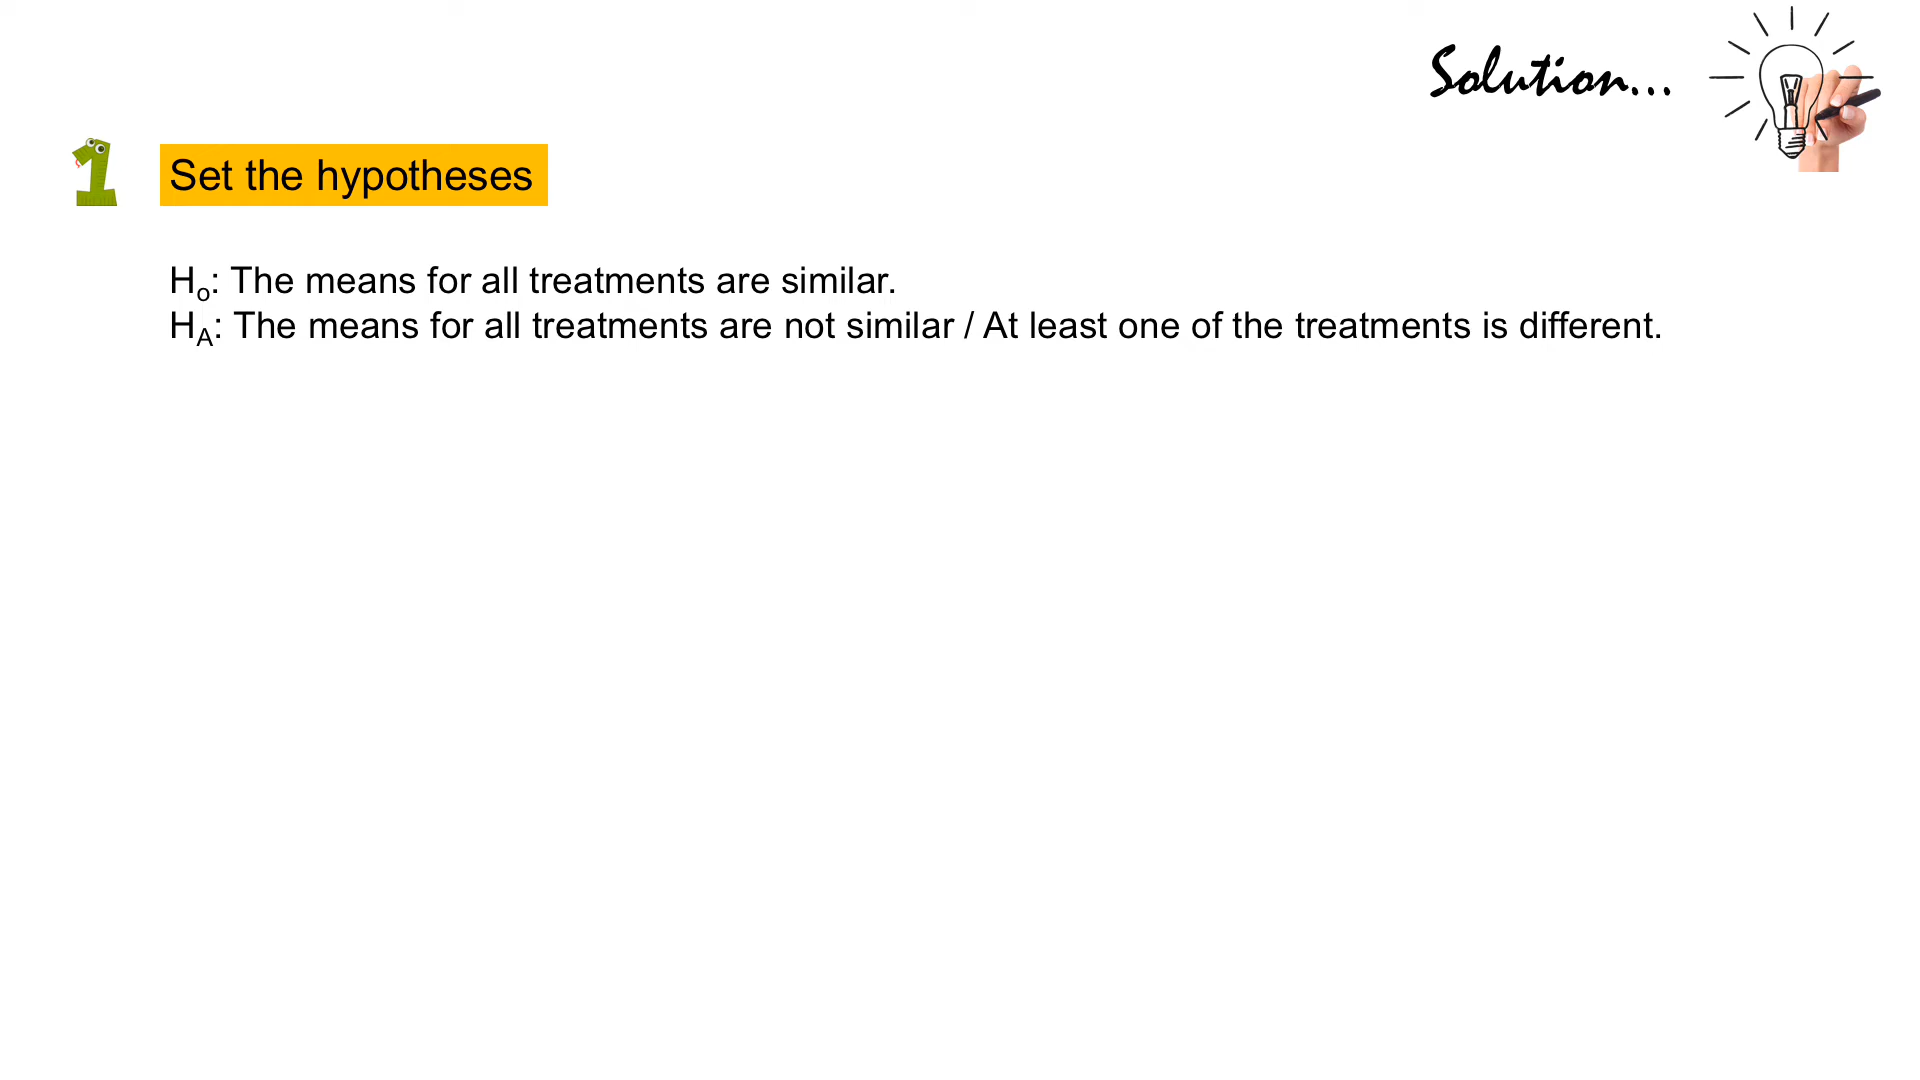 Solution...
1
Set the hypotheses
Hₒ: The means for all treatments are similar.
H_A: The means for all treatments are not similar / At least one of the treatments is different.